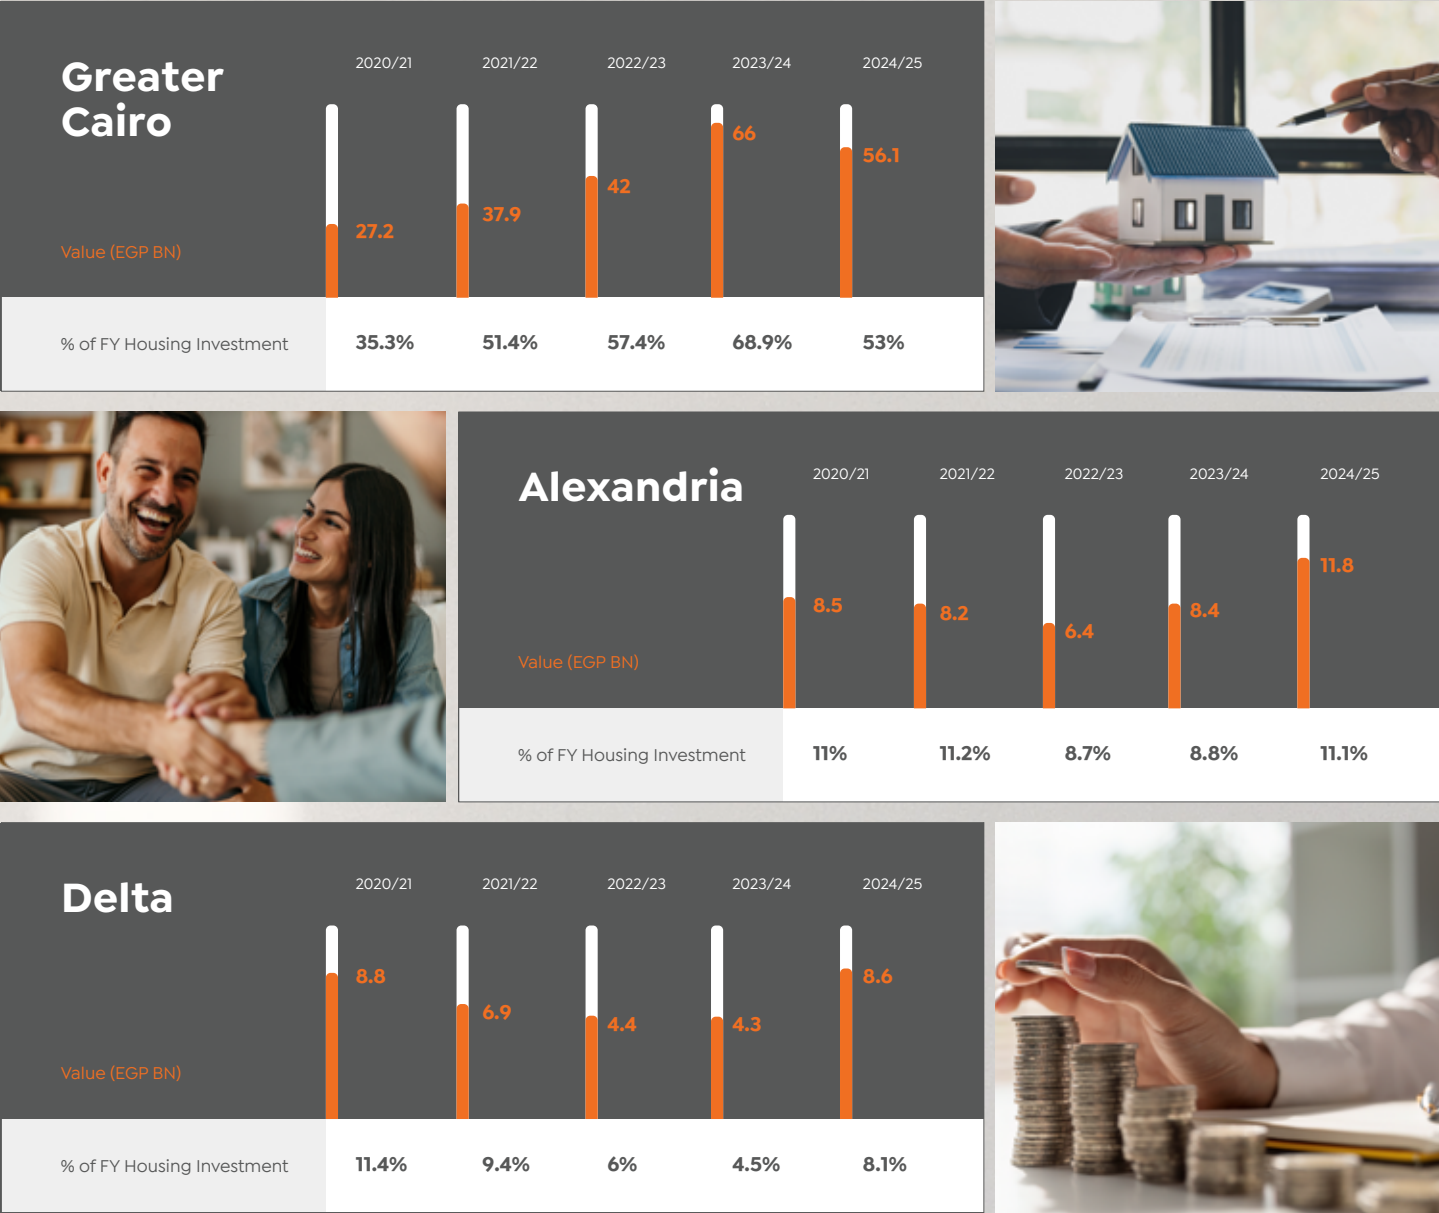 Greater
Cairo
2020/21 2021/22 2022/23 2023/24 2024/25
27.2 37.9 42 66 56.1
Value (EGP BN)
% of FY Housing Investment 35.3% 51.4% 57.4% 68.9% 53%
Alexandria
2020/21 2021/22 2022/23 2023/24 2024/25
8.5 8.2 6.4 8.4 11.8
Value (EGP BN)
% of FY Housing Investment 11% 11.2% 8.7% 8.8% 11.1%
Delta
2020/21 2021/22 2022/23 2023/24 2024/25
8.8 6.9 4.4 4.3 8.6
Value (EGP BN)
% of FY Housing Investment 11.4% 9.4% 6% 4.5% 8.1%